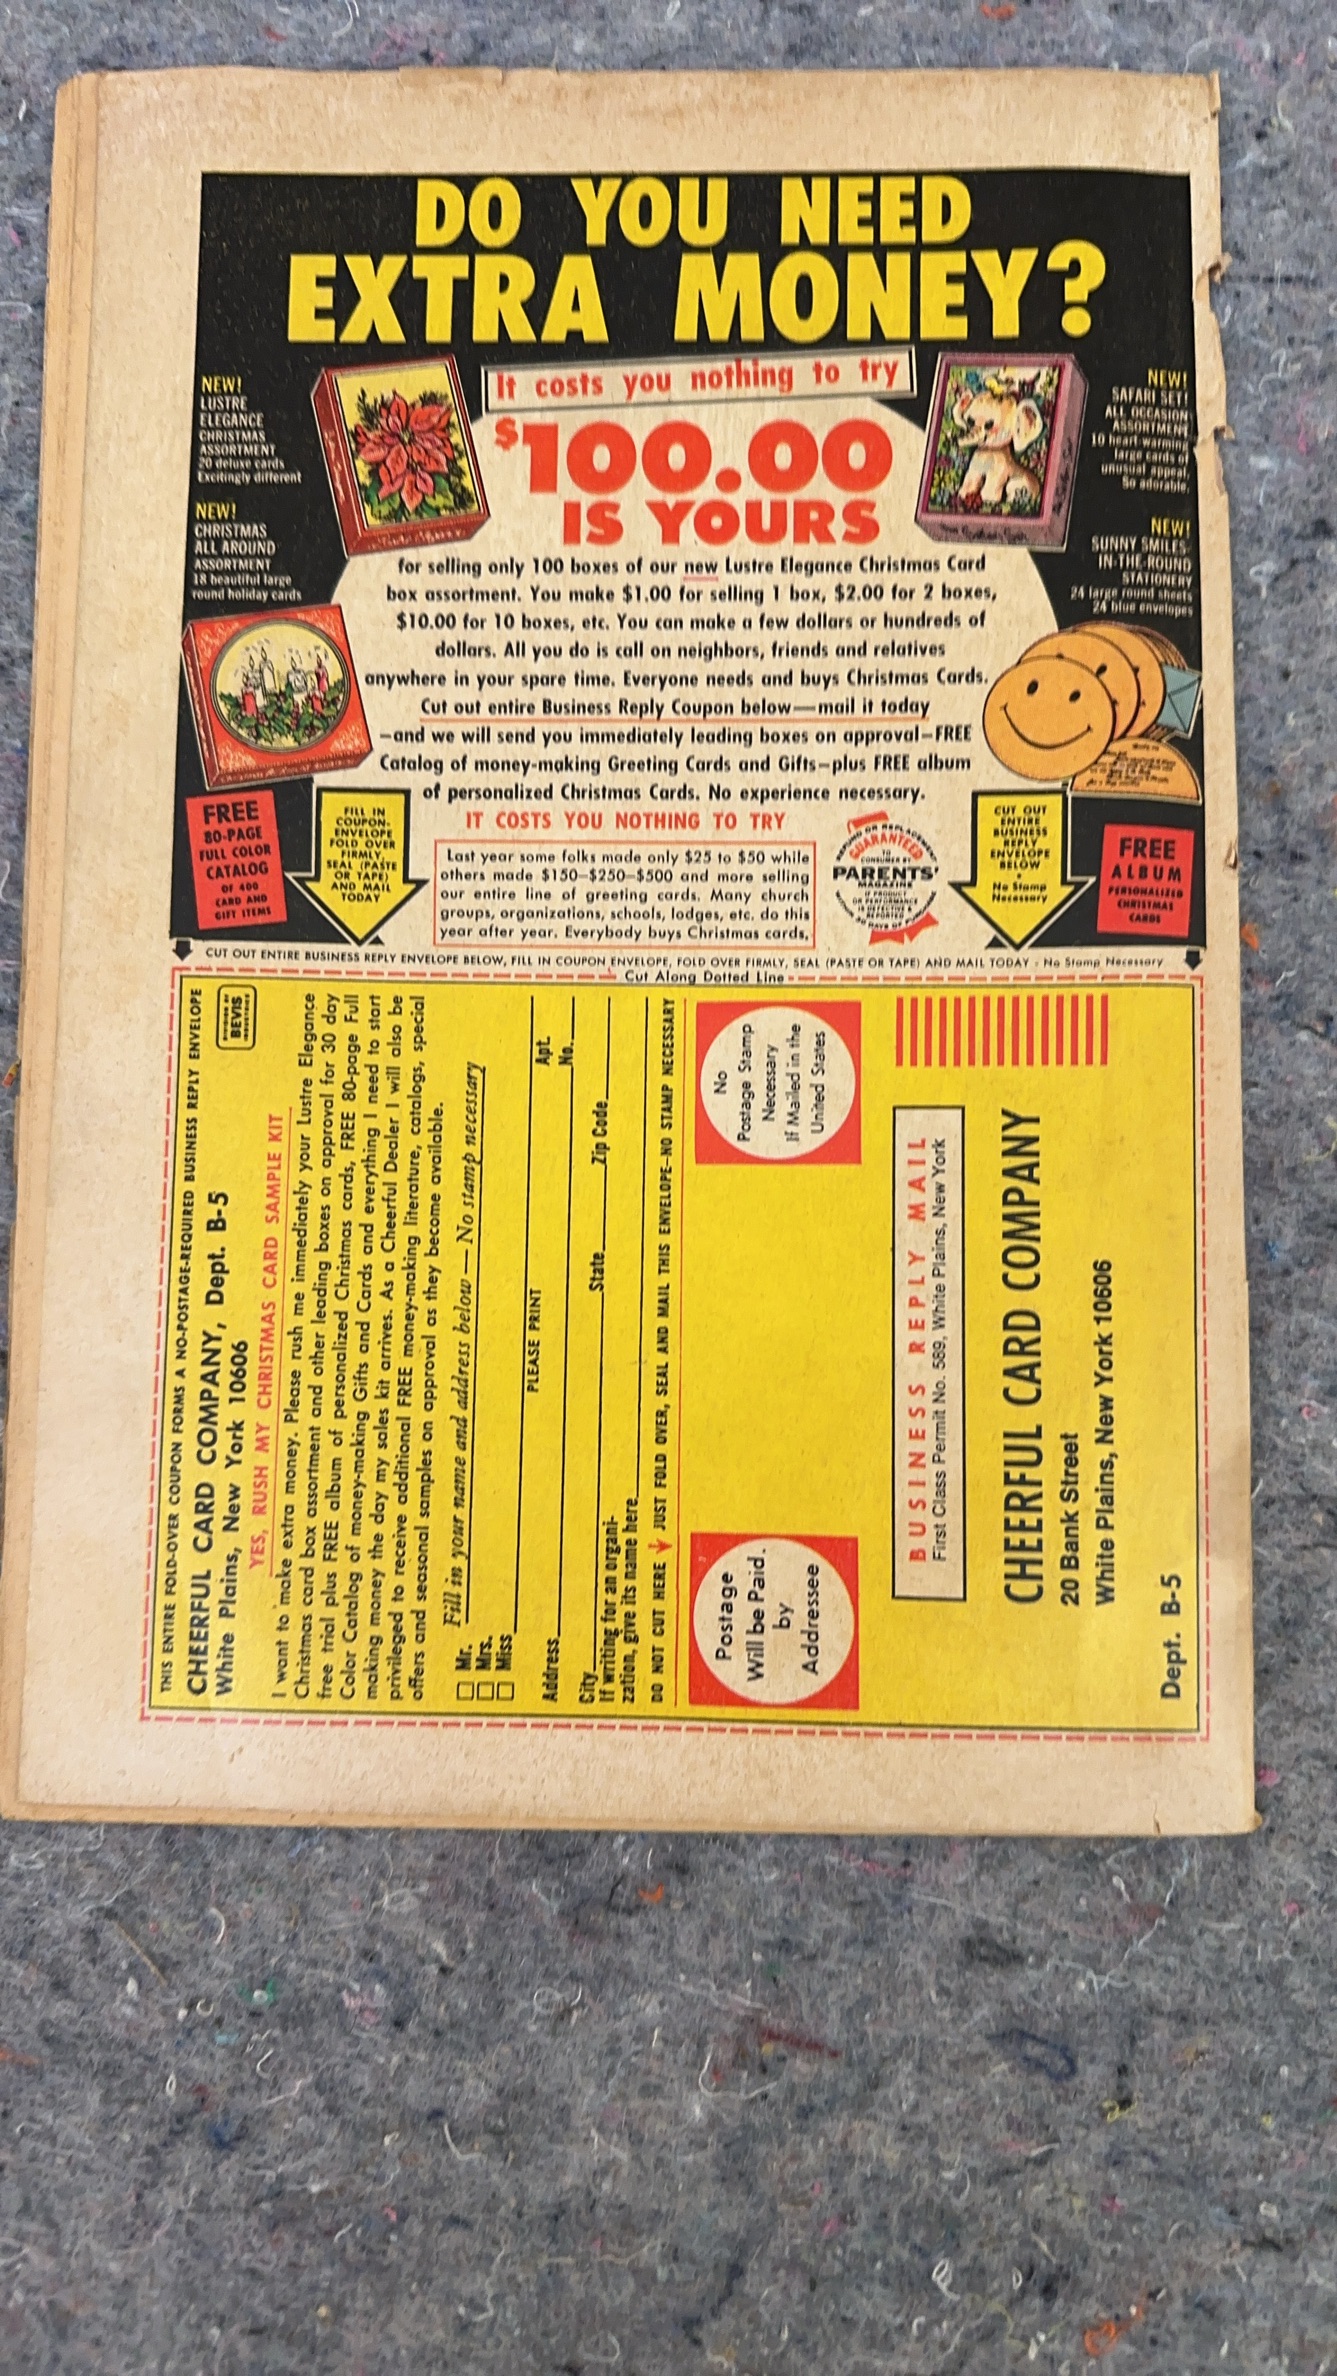 DO YOU NEED
EXTRA MONEY?
It costs you nothing to try
$100.00
IS YOURS
NEW!
LUSTRE
ELEGANCE
CHRISTMAS
ASSORTMENT
20 deluxe cards
Excitingly different
NEW!
CHRISTMAS
ALL AROUND
ASSORTMENT
18 beautiful large
round holiday cards
NEW!
SAFARI SET!
ALL OCCASION
ASSORTMENT
10 heart-warming
large cards of
unusual appeal.
So adorable.
NEW!
SUNNY SMILES
IN-THE-ROUND
STATIONERY
24 large round sheets
24 blue envelopes
for selling only 100 boxes of our new Lustre Elegance Christmas Card
box assortment. You make $1.00 for selling 1 box, $2.00 for 2 boxes,
$10.00 for 10 boxes, etc. You can make a few dollars or hundreds of
dollars. All you do is call on neighbors, friends and relatives
anywhere in your spare time. Everyone needs and buys Christmas Cards.
Cut out entire Business Reply Coupon below—mail it today
—and we will send you immediately leading boxes on approval—FREE
Catalog of money-making Greeting Cards and Gifts—plus FREE album
of personalized Christmas Cards. No experience necessary.
IT COSTS YOU NOTHING TO TRY
Last year some folks made only $25 to $50 while
others made $150–$250–$500 and more selling
our entire line of greeting cards. Many church
groups, organizations, schools, lodges, etc. do this
year after year. Everybody buys Christmas cards.
FREE
80-PAGE
FULL COLOR
CATALOG
OF 400
CARD AND
GIFT ITEMS
FILL IN
COUPON-
ENVELOPE
FOLD OVER
FIRMLY,
SEAL (PASTE
OR TAPE)
AND MAIL
TODAY
REFUND OR REPLACEMENT
GUARANTEED
TO
CONSUMER BY
PARENTS'
MAGAZINE
IF PRODUCT
OR PERFORMANCE
IS DEFECTIVE &
REPORTED
WITHIN 30 DAYS OF PURCHASE
CUT OUT
ENTIRE
BUSINESS
REPLY
ENVELOPE
BELOW
No Stamp
Necessary
FREE
ALBUM
PERSONALIZED
CHRISTMAS
CARDS
CUT OUT ENTIRE BUSINESS REPLY ENVELOPE BELOW, FILL IN COUPON ENVELOPE, FOLD OVER FIRMLY, SEAL (PASTE OR TAPE) AND MAIL TODAY - No Stamp Necessary
Cut Along Dotted Line
THIS ENTIRE FOLD-OVER COUPON FORMS A NO-POSTAGE-REQUIRED BUSINESS REPLY ENVELOPE
CHEERFUL CARD COMPANY, Dept. B-5
White Plains, New York 10606
DIVISION OF
BEVIS
INDUSTRIES
YES, RUSH MY CHRISTMAS CARD SAMPLE KIT
I want to make extra money. Please rush me immediately your Lustre Elegance
Christmas card box assortment and other leading boxes on approval for 30 day
free trial plus FREE album of personalized Christmas cards, FREE 80-page Full
Color Catalog of money-making Gifts and Cards and everything I need to start
making money the day my sales kit arrives. As a Cheerful Dealer I will also be
privileged to receive additional FREE money-making literature, catalogs, special
offers and seasonal samples on approval as they become available.
Fill in your name and address below — No stamp necessary
Mr.
Mrs.
Miss
PLEASE PRINT
Address
Apt.
No.
City State Zip Code
If writing for an organi-
zation, give its name here
DO NOT CUT HERE JUST FOLD OVER, SEAL AND MAIL THIS ENVELOPE–NO STAMP NECESSARY
Postage
Will be Paid
by
Addressee
No
Postage Stamp
Necessary
If Mailed in the
United States
BUSINESS REPLY MAIL
First Class Permit No. 589, White Plains, New York
CHEERFUL CARD COMPANY
20 Bank Street
White Plains, New York 10606
Dept. B-5